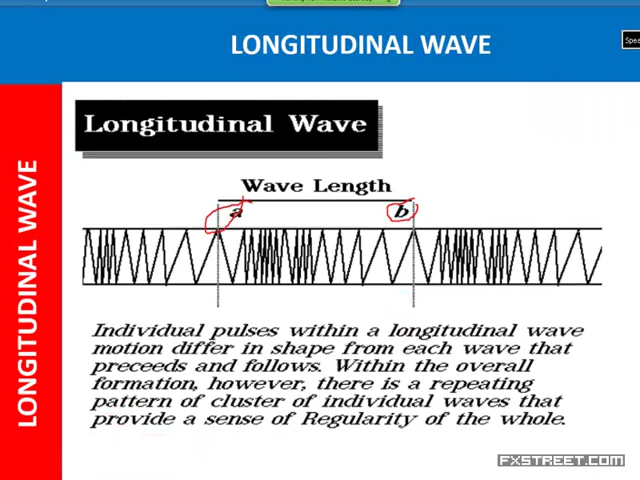 LONGITUDINAL WAVE
Spea
LONGITUDINAL WAVE
Longitudinal Wave
Wave Length
a b
Individual pulses within a longitudinal wave
motion differ in shape from each wave that
preceeds and follows. Within the overall
formation, however, there is a repeating
pattern of cluster of individual waves that
provide a sense of Regularity of the whole.
FXSTREET.COM